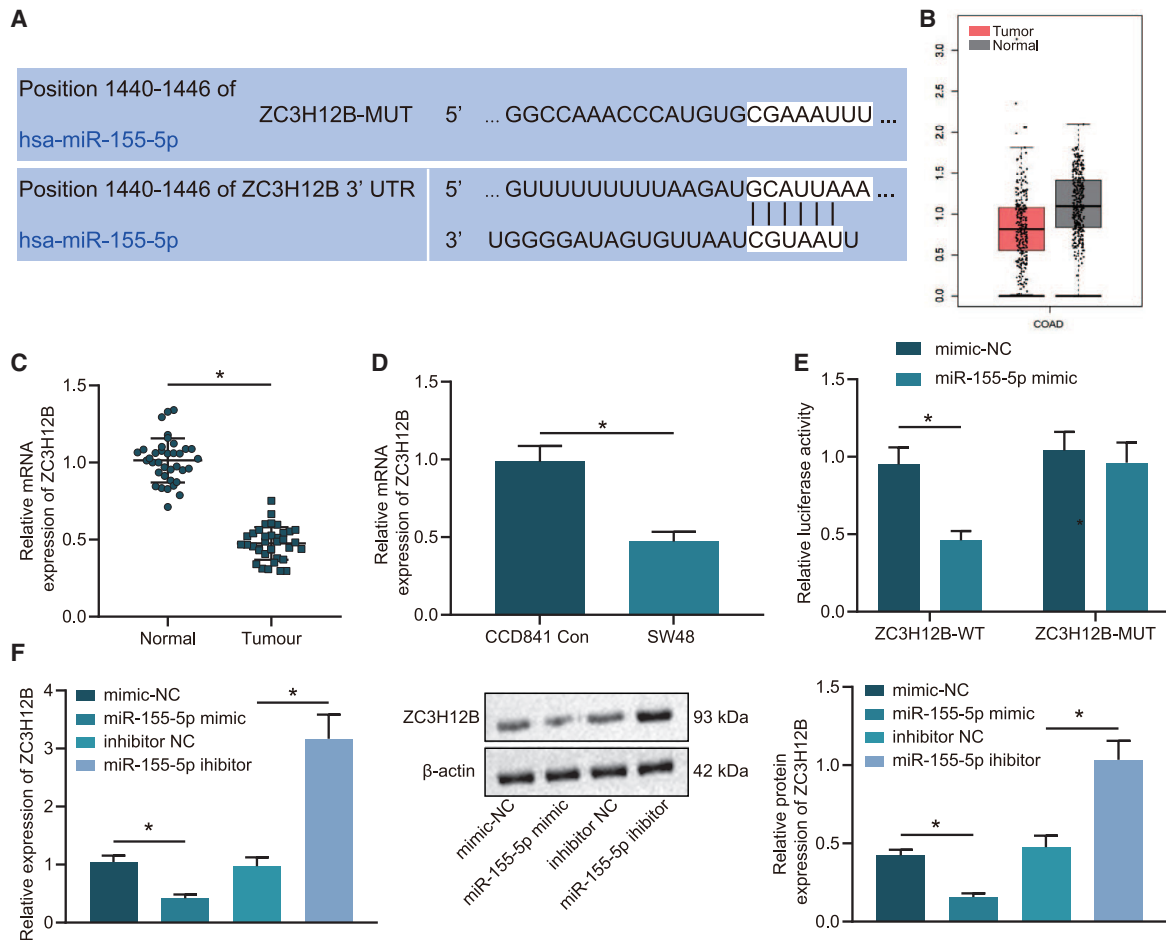 A
Position 1440-1446 of
ZC3H12B-MUT 5’ ... GGCCAAACCCAUGUGCGAAAUUU ...
hsa-miR-155-5p
Position 1440-1446 of ZC3H12B 3’ UTR 5’ ... GUUUUUUUUUUAAGAUGCAUUAAA ...
hsa-miR-155-5p 3’ UGGGGAUAGUGUUAAUCGUAAUU
B
Tumor
Normal
3.0
2.5
2.0
1.5
1.0
0.5
0.0
COAD
C
Relative mRNA
expression of ZC3H12B
1.5
1.0
0.5
0.0
*
Normal Tumour
D
Relative mRNA
expression of ZC3H12B
1.5
1.0
0.5
0.0
*
CCD841 Con SW48
E
mimic-NC
miR-155-5p mimic
Relative luciferase activity
1.5
1.0
0.5
0.0
*
*
ZC3H12B-WT ZC3H12B-MUT
F
Relative expression of ZC3H12B
4
3
2
1
0
mimic-NC
miR-155-5p mimic
inhibitor NC
miR-155-5p ihibitor
*
*
ZC3H12B 93 kDa
β-actin 42 kDa
mimic-NC
miR-155-5p mimic
inhibitor NC
miR-155-5p ihibitor
Relative protein
expression of ZC3H12B
1.5
1.0
0.5
0.0
mimic-NC
miR-155-5p mimic
inhibitor NC
miR-155-5p ihibitor
*
*